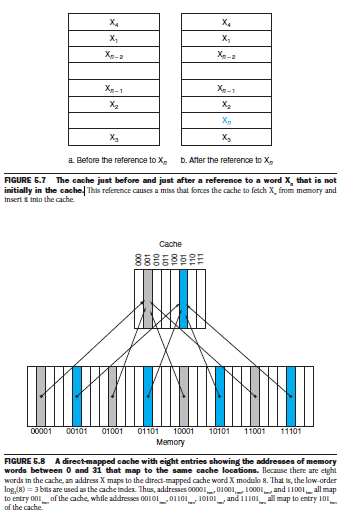 X4 X4
X1 X1
Xn – 2 Xn – 2
Xn – 1 Xn – 1
X2 X2
Xn
X3 X3
a. Before the reference to Xn b. After the reference to Xn
FIGURE 5.7 The cache just before and just after a reference to a word Xn that is not
initially in the cache. This reference causes a miss that forces the cache to fetch Xn from memory and
insert it into the cache.
Cache
000 001 010 011 100 101 110 111
00001 00101 01001 01101 10001 10101 11001 11101
Memory
FIGURE 5.8 A direct-mapped cache with eight entries showing the addresses of memory
words between 0 and 31 that map to the same cache locations. Because there are eight
words in the cache, an address X maps to the direct-mapped cache word X modulo 8. That is, the low-order
log2(8) = 3 bits are used as the cache index. Thus, addresses 00001two, 01001two, 10001two, and 11001two all map
to entry 001two of the cache, while addresses 00101two, 01101two, 10101two, and 11101two all map to entry 101two
of the cache.